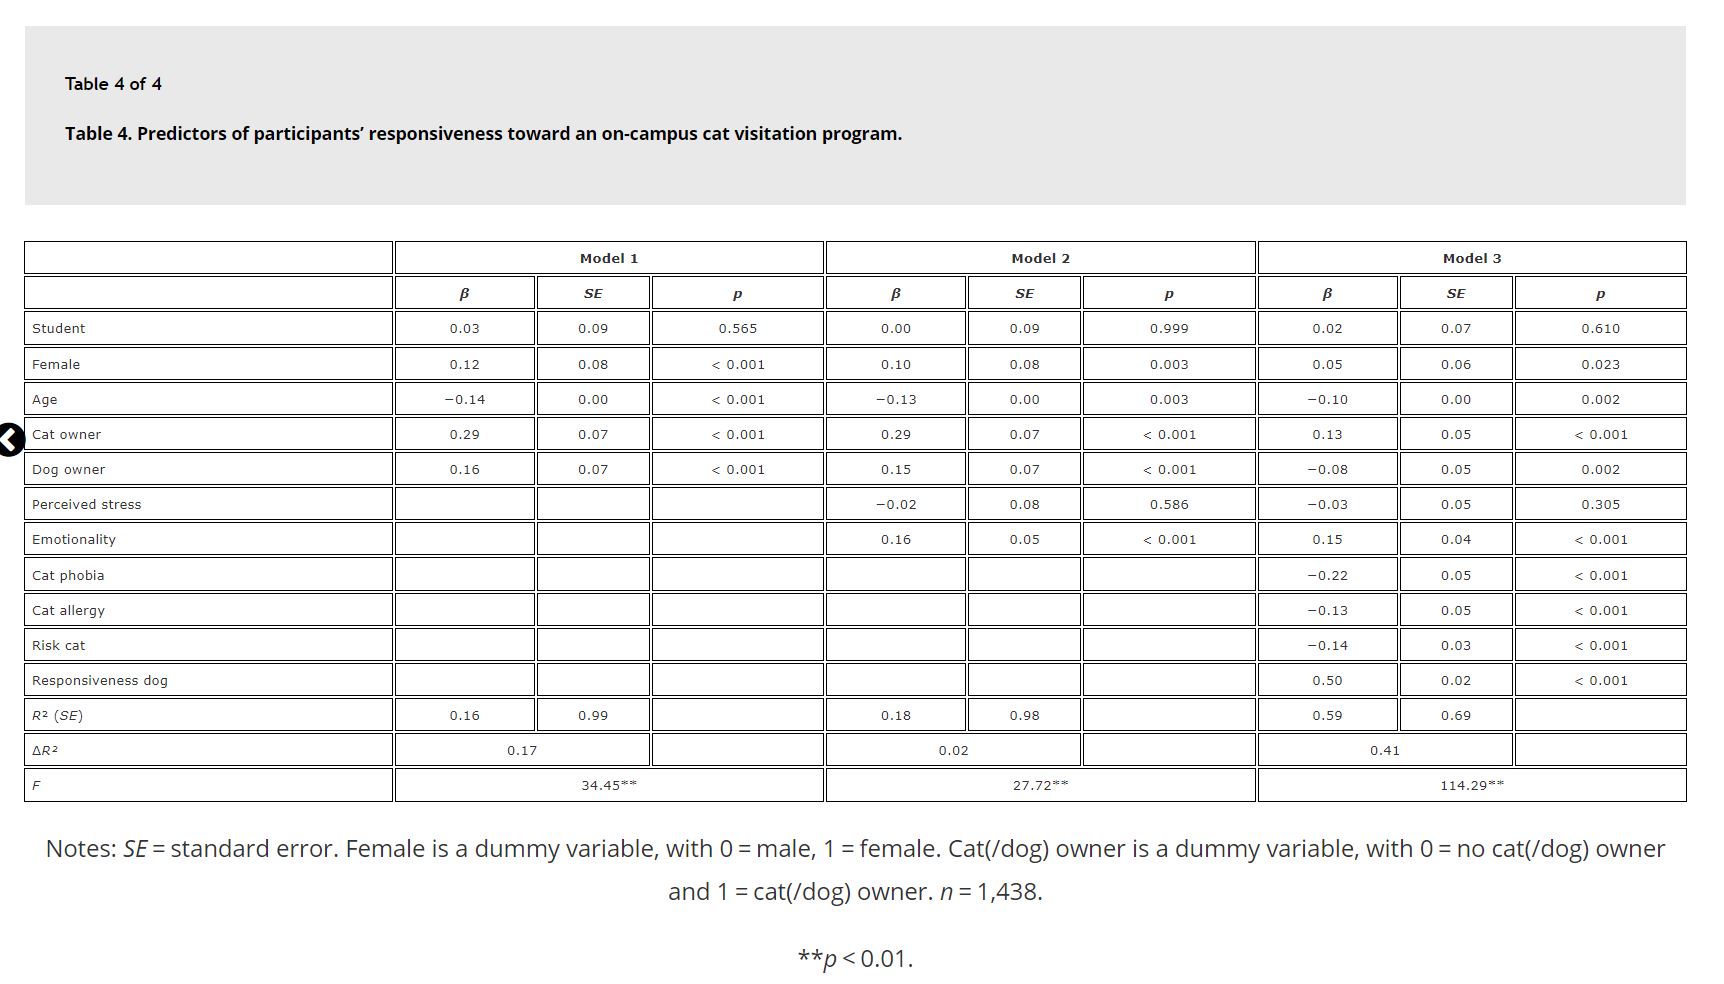 Table 4 of 4
Table 4. Predictors of participants’ responsiveness toward an on-campus cat visitation program.
Model 1 Model 2 Model 3
β SE p β SE p β SE p
Student 0.03 0.09 0.565 0.00 0.09 0.999 0.02 0.07 0.610
Female 0.12 0.08 < 0.001 0.10 0.08 0.003 0.05 0.06 0.023
Age −0.14 0.00 < 0.001 −0.13 0.00 0.003 −0.10 0.00 0.002
Cat owner 0.29 0.07 < 0.001 0.29 0.07 < 0.001 0.13 0.05 < 0.001
Dog owner 0.16 0.07 < 0.001 0.15 0.07 < 0.001 −0.08 0.05 0.002
Perceived stress −0.02 0.08 0.586 −0.03 0.05 0.305
Emotionality 0.16 0.05 < 0.001 0.15 0.04 < 0.001
Cat phobia −0.22 0.05 < 0.001
Cat allergy −0.13 0.05 < 0.001
Risk cat −0.14 0.03 < 0.001
Responsiveness dog 0.50 0.02 < 0.001
R² (SE) 0.16 0.99 0.18 0.98 0.59 0.69
ΔR² 0.17 0.02 0.41
F 34.45** 27.72** 114.29**
Notes: SE = standard error. Female is a dummy variable, with 0 = male, 1 = female. Cat(/dog) owner is a dummy variable, with 0 = no cat(/dog) owner
and 1 = cat(/dog) owner. n = 1,438.
**p < 0.01.